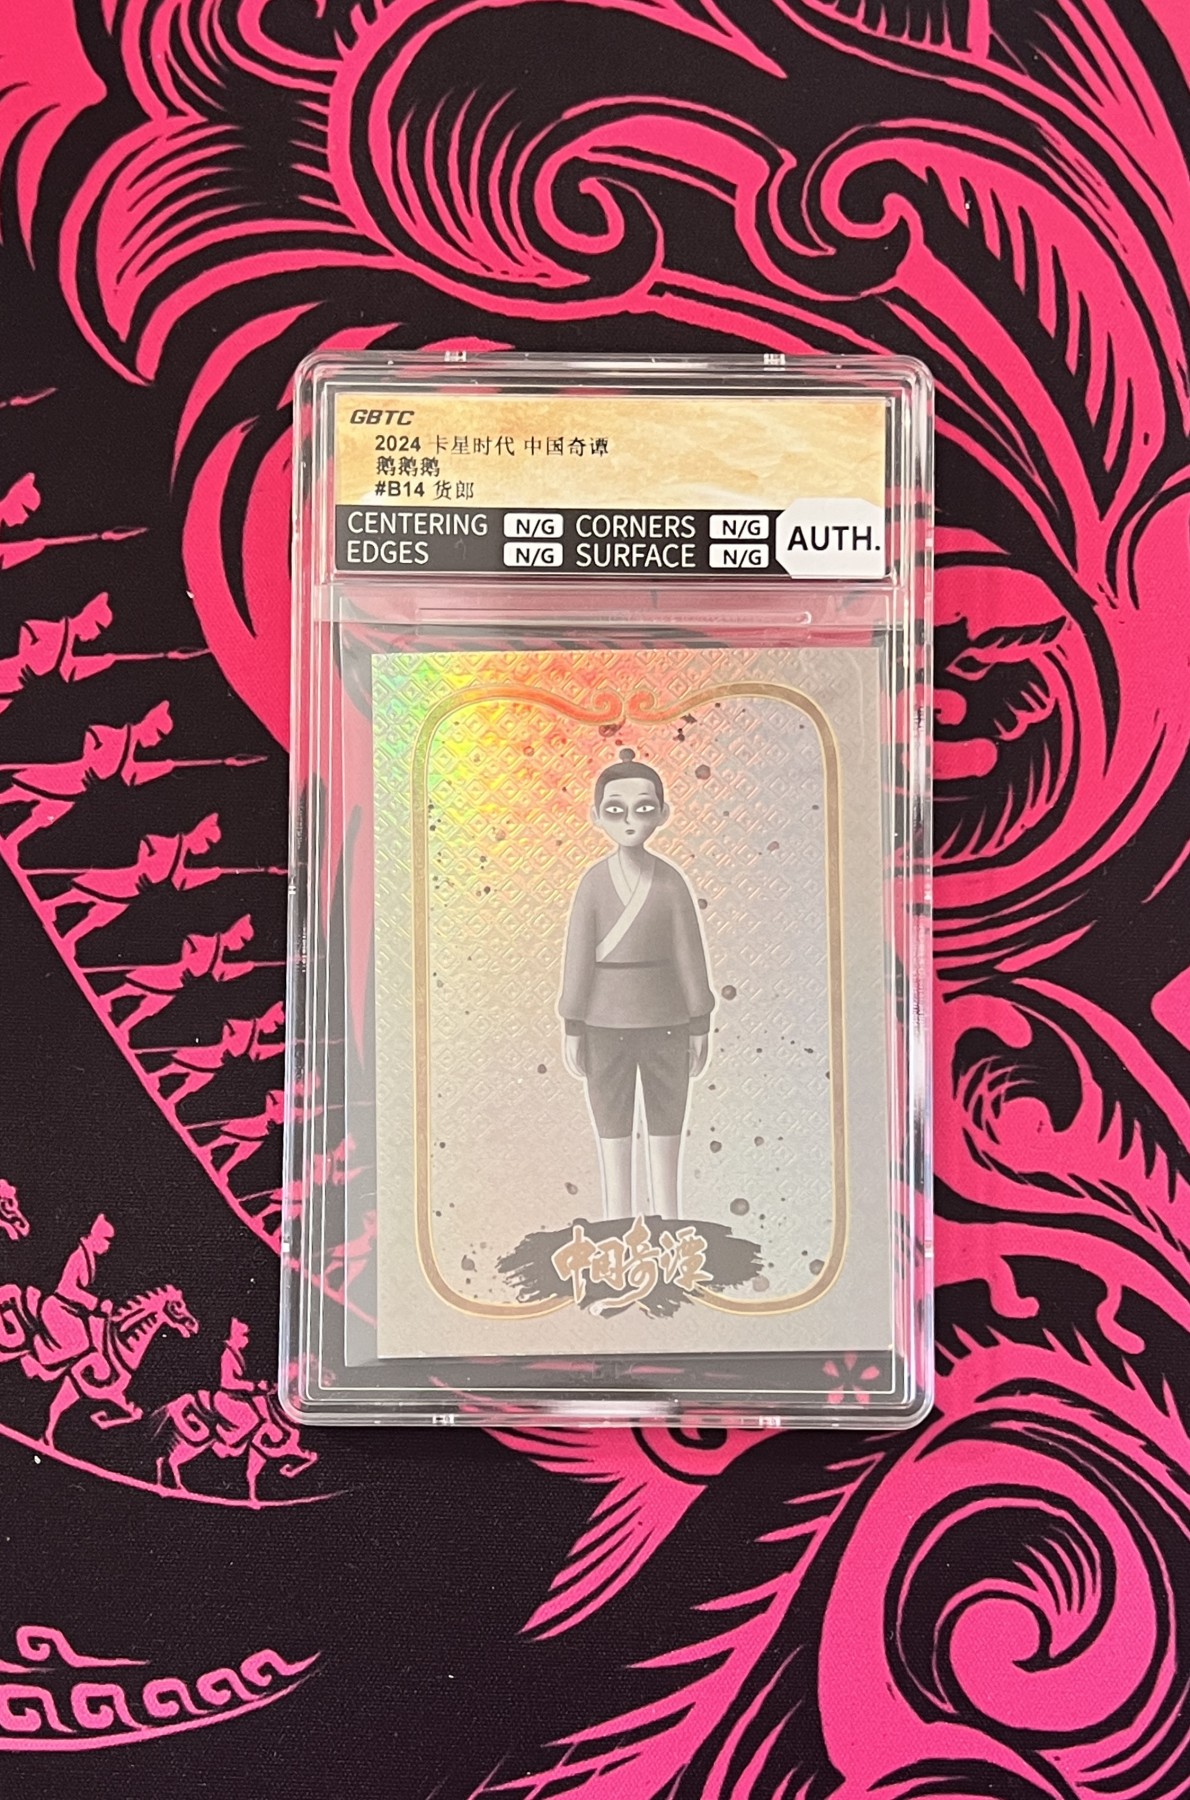 GBTC
2024 卡星时代 中国奇谭
鹅鹅鹅
#B14 货郎
CENTERING N/G CORNERS N/G
EDGES N/G SURFACE N/G
AUTH.
中国奇谭